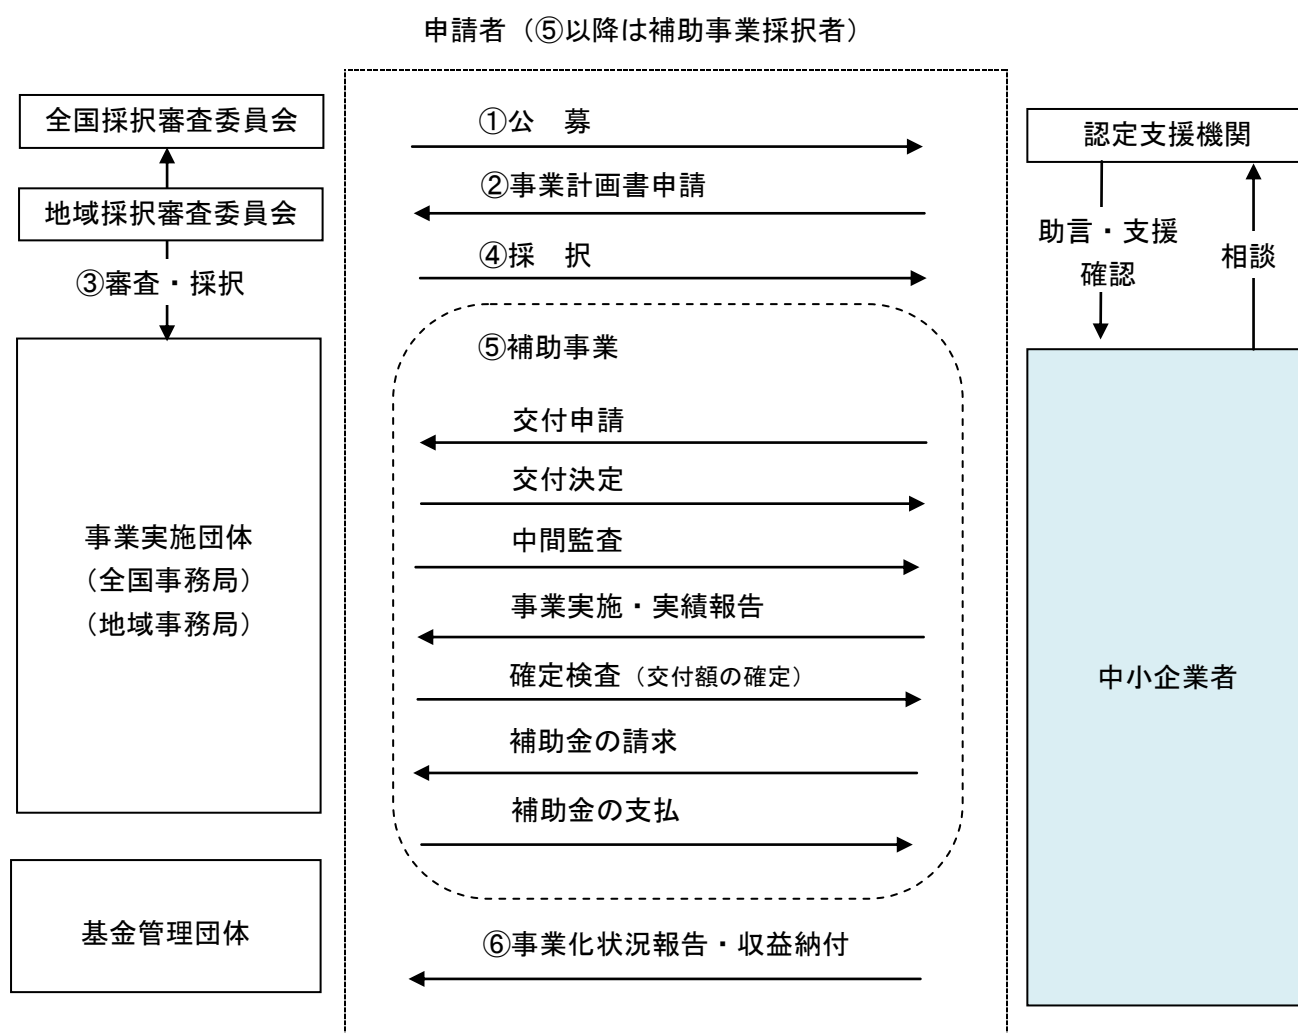 申請者（⑤以降は補助事業採択者）
全国採択審査委員会
地域採択審査委員会
③審査・採択
事業実施団体
（全国事務局）
（地域事務局）
基金管理団体
①公　募
②事業計画書申請
④採　択
⑤補助事業
交付申請
交付決定
中間監査
事業実施・実績報告
確定検査（交付額の確定）
補助金の請求
補助金の支払
⑥事業化状況報告・収益納付
認定支援機関
助言・支援
確認
相談
中小企業者